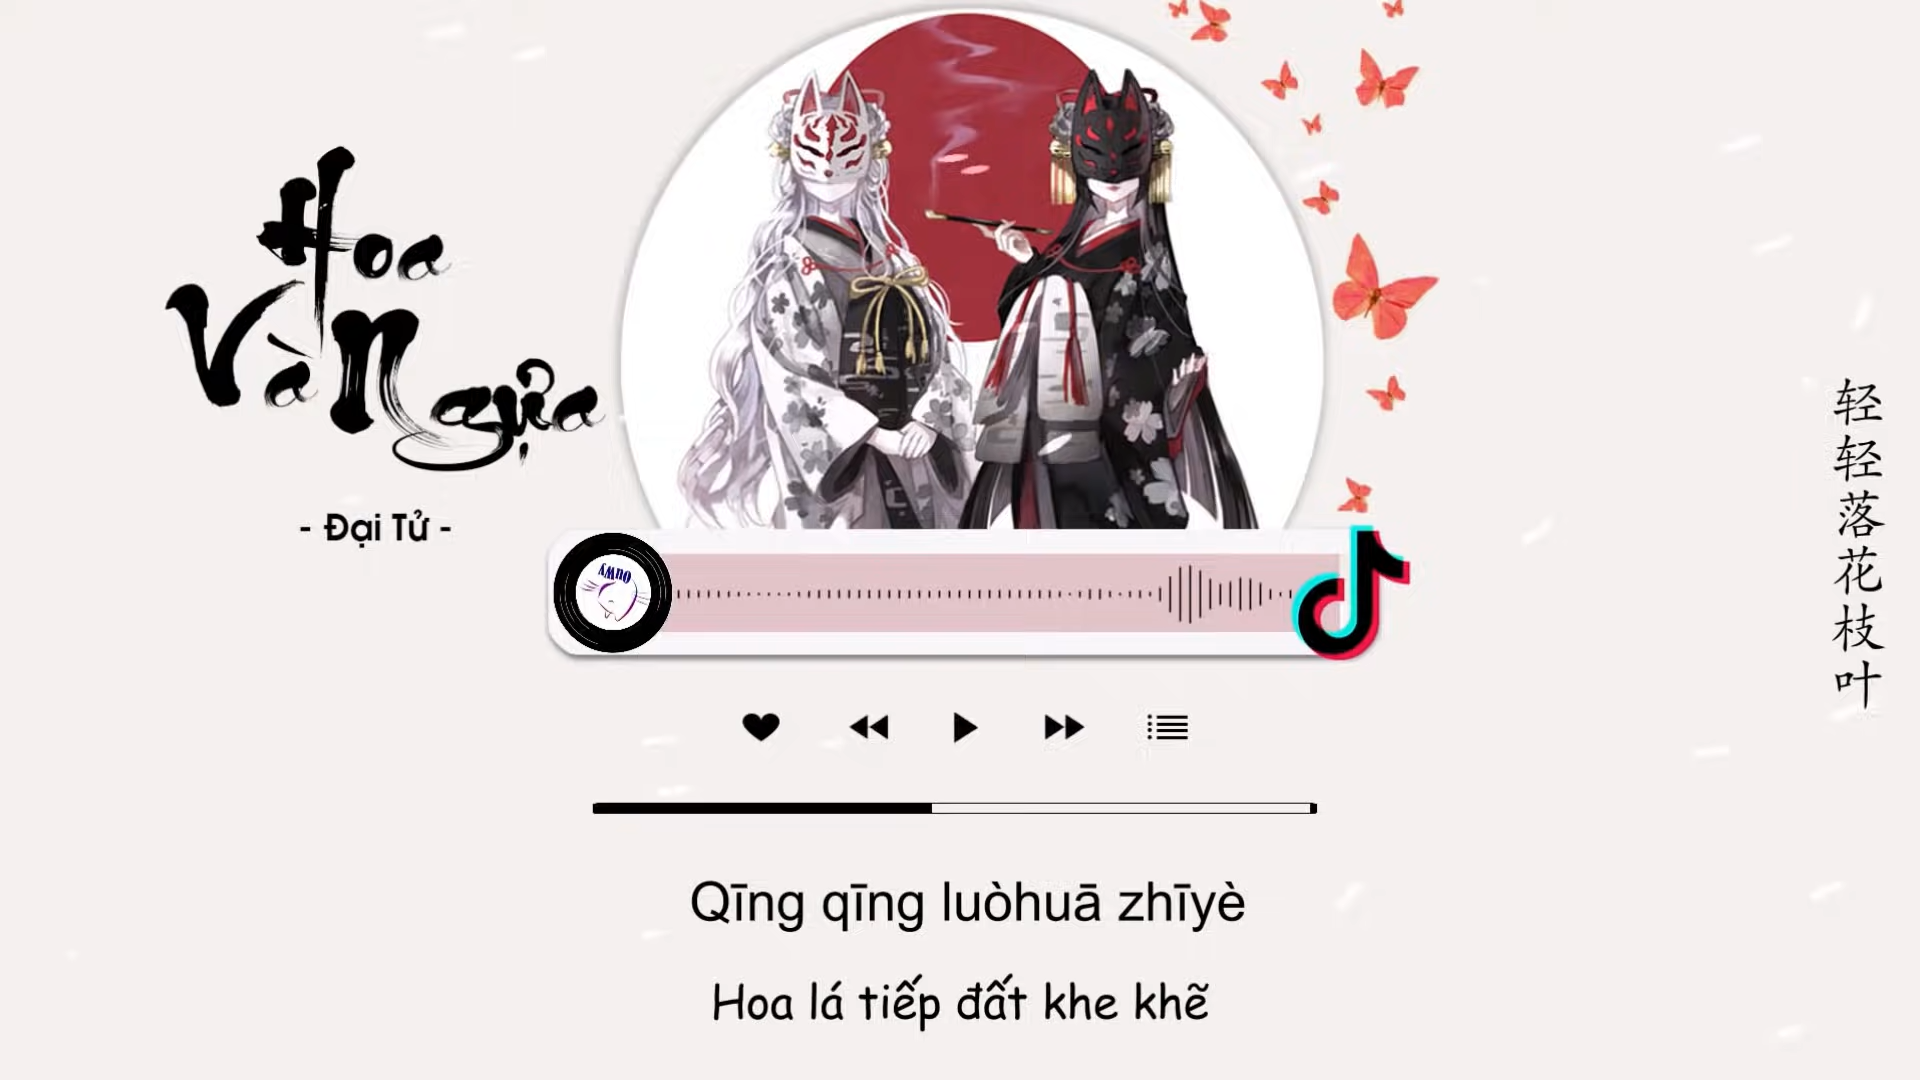 Hoa
Và Ngựa
- Đại Tử -
OUWY
轻轻落花枝叶
Qīng qīng luòhuā zhīyè
Hoa lá tiếp đất khe khẽ